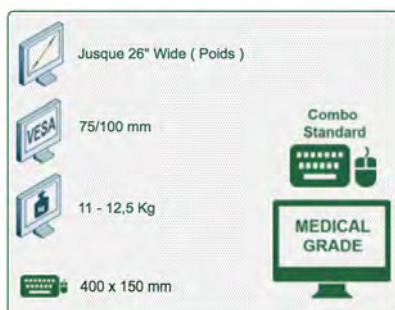 Jusque 26" Wide ( Poids )
VESA
75/100 mm
Combo
Standard
11 - 12,5 Kg
MEDICAL
GRADE
400 x 150 mm